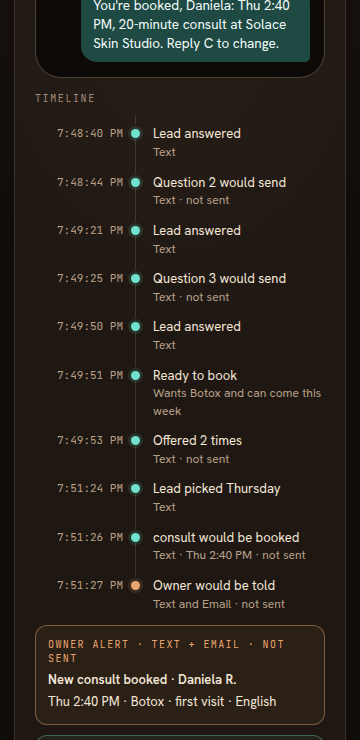 You're booked, Daniela: Thu 2:40
PM, 20-minute consult at Solace
Skin Studio. Reply C to change.
TIMELINE
7:48:40 PM Lead answered
Text
7:48:44 PM Question 2 would send
Text · not sent
7:49:21 PM Lead answered
Text
7:49:25 PM Question 3 would send
Text · not sent
7:49:50 PM Lead answered
Text
7:49:51 PM Ready to book
Wants Botox and can come this
week
7:49:53 PM Offered 2 times
Text · not sent
7:51:24 PM Lead picked Thursday
Text
7:51:26 PM consult would be booked
Text · Thu 2:40 PM · not sent
7:51:27 PM Owner would be told
Text and Email · not sent
OWNER ALERT · TEXT + EMAIL · NOT
SENT
New consult booked · Daniela R.
Thu 2:40 PM · Botox · first visit · English